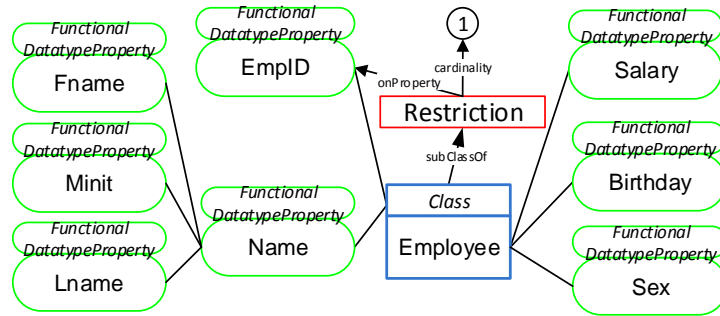 Functional
DatatypeProperty
Fname
Functional
DatatypeProperty
Minit
Functional
DatatypeProperty
Lname
Functional
DatatypeProperty
EmpID
Functional
DatatypeProperty
Name
1
cardinality
onProperty
Restriction
subClassOf
Class
Employee
Functional
DatatypeProperty
Salary
Functional
DatatypeProperty
Birthday
Functional
DatatypeProperty
Sex